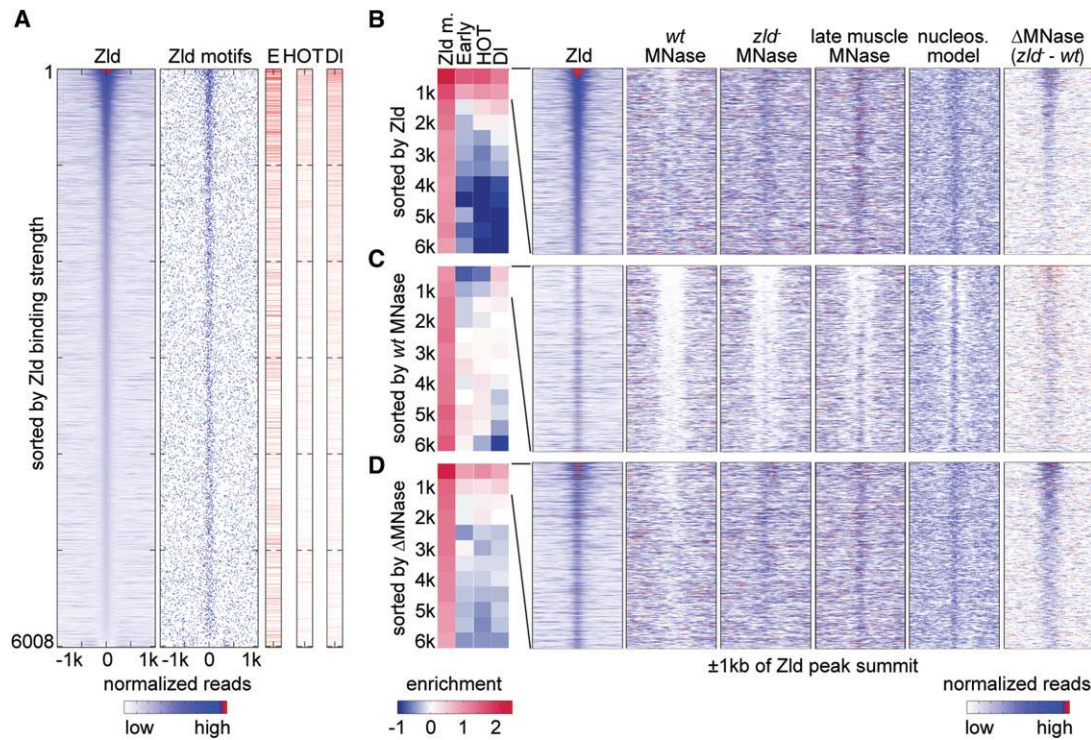 A
Zld
Zld motifs
E HOT Dl
1
6008
sorted by Zld binding strength
-1k 0 1k
-1k 0 1k
normalized reads
low high
B
Zld m.
Early
HOT
Dl
Zld
wt MNase
zld- MNase
late muscle MNase
nucleos. model
ΔMNase (zld- - wt)
sorted by Zld
1k
2k
3k
4k
5k
6k
C
sorted by wt MNase
1k
2k
3k
4k
5k
6k
D
sorted by ΔMNase
1k
2k
3k
4k
5k
6k
±1kb of Zld peak summit
enrichment
-1 0 1 2
normalized reads
low high